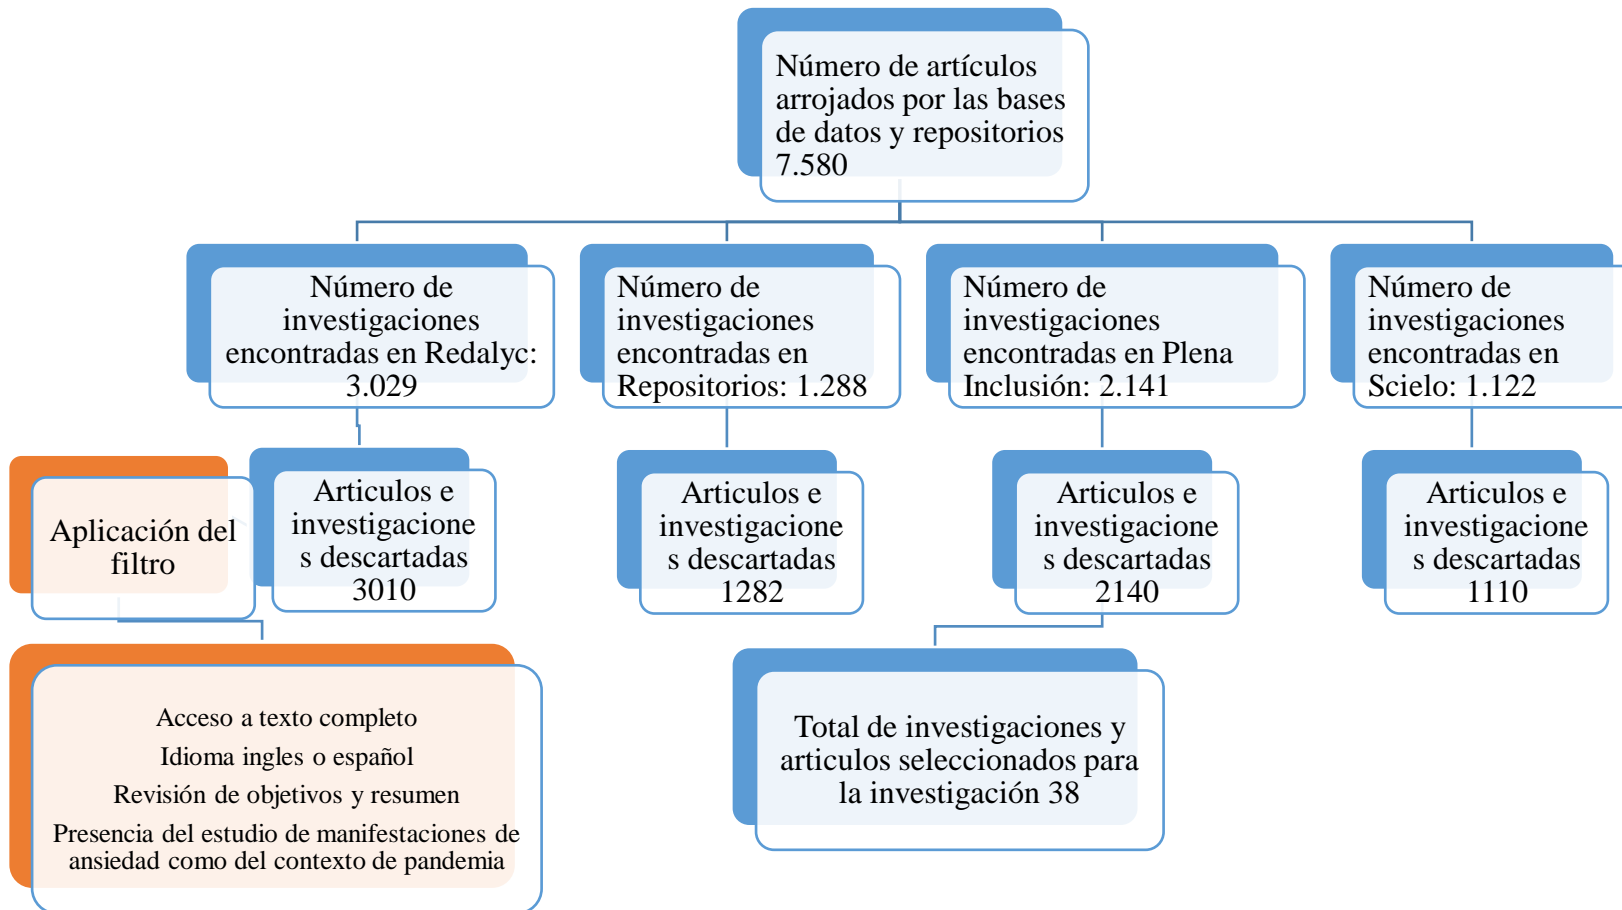 Número de artículos
arrojados por las bases
de datos y repositorios
7.580
Número de
investigaciones
encontradas en Redalyc:
3.029
Número de
investigaciones
encontradas en
Repositorios: 1.288
Número de
investigaciones
encontradas en Plena
Inclusión: 2.141
Número de
investigaciones
encontradas en
Scielo: 1.122
Aplicación del
filtro
Articulos e
investigacione
s descartadas
3010
Articulos e
investigacione
s descartadas
1282
Articulos e
investigacione
s descartadas
2140
Articulos e
investigacione
s descartadas
1110
Acceso a texto completo
Idioma ingles o español
Revisión de objetivos y resumen
Presencia del estudio de manifestaciones de
ansiedad como del contexto de pandemia
Total de investigaciones y
articulos seleccionados para
la investigación 38